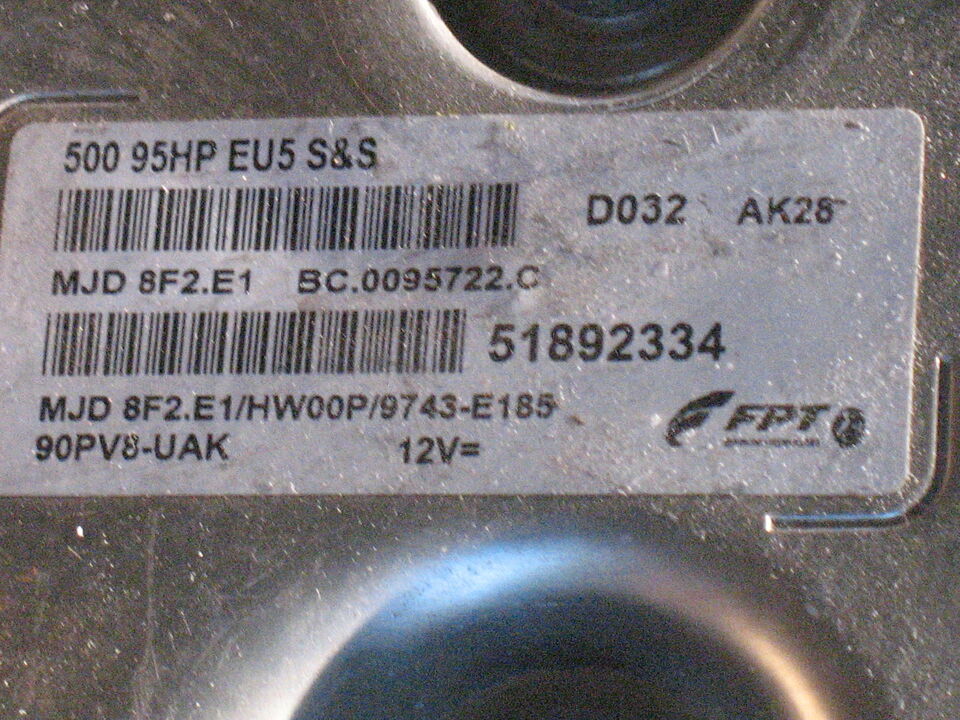 500 95HP EU5 S&S
D032 AK28
MJD 8F2.E1 BC.0095722.C
51892334
MJD 8F2.E1/HW00P/9743-E185
90PV8-UAK 12V=
FPT